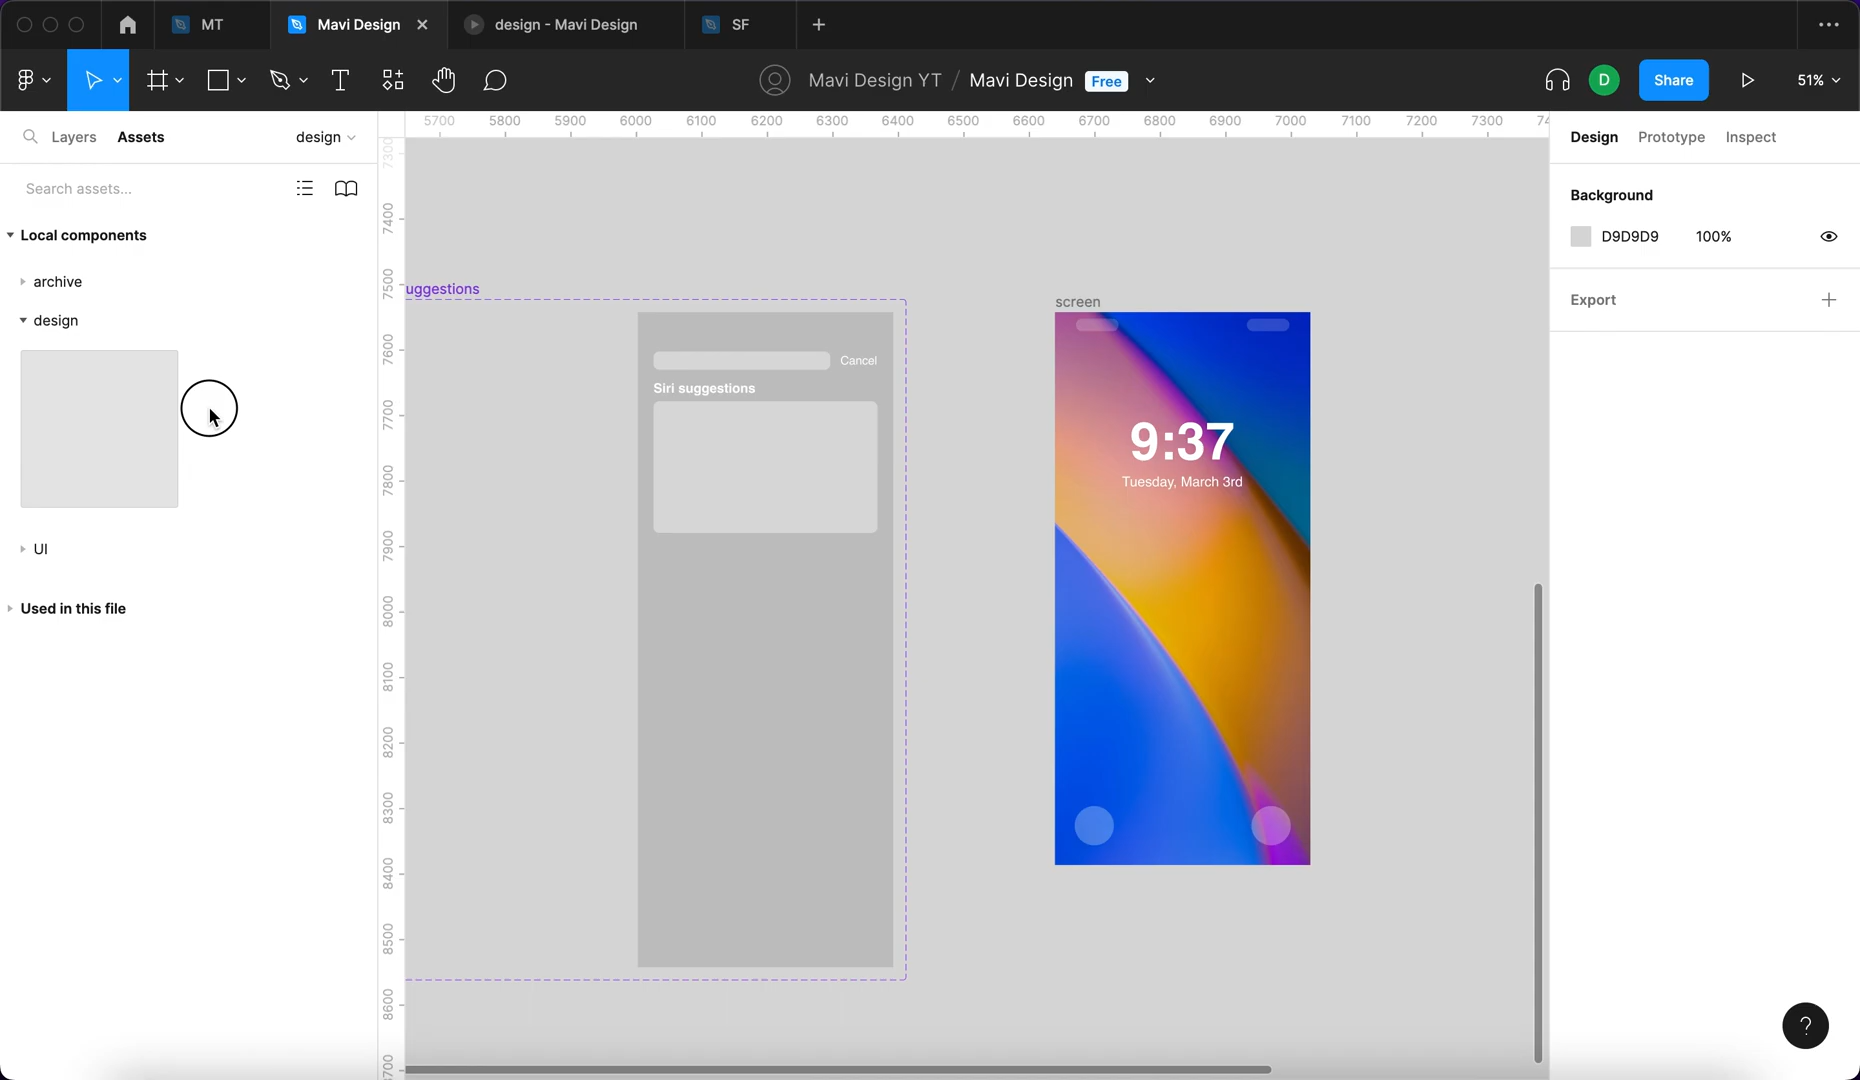 MT
Mavi Design
design - Mavi Design
SF
Mavi Design YT / Mavi Design Free
D
Share
51%
Layers
Assets
design
Search assets...
Local components
archive
design
UI
Used in this file
5700 5800 5900 6000 6100 6200 6300 6400 6500 6600 6700 6800 6900 7000 7100 7200 7300
7300
7400
7500
7600
7700
7800
7900
8000
8100
8200
8300
8400
8500
8600
uggestions
Cancel
Siri suggestions
screen
9:37
Tuesday, March 3rd
Design
Prototype
Inspect
Background
D9D9D9
100%
Export
?